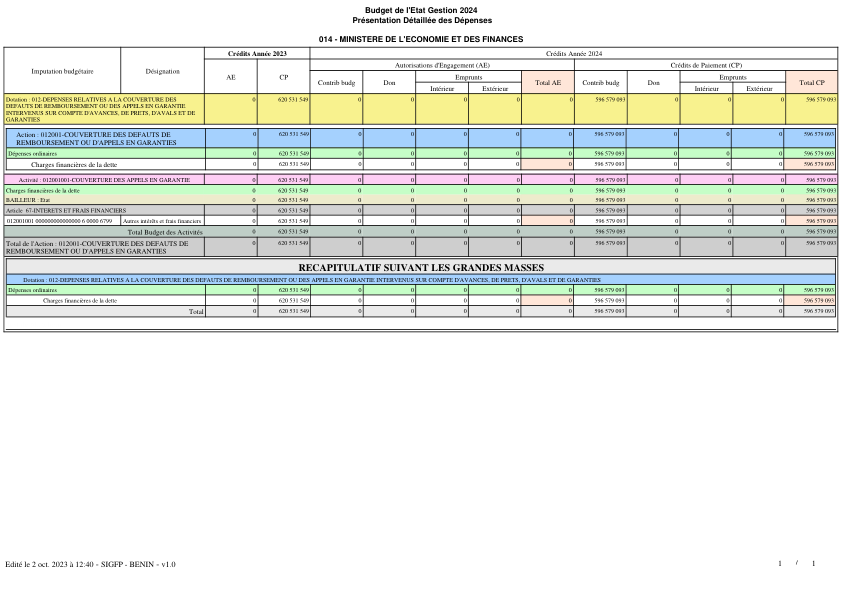 Budget de l'Etat Gestion 2024
Présentation Détaillée des Dépenses
014 - MINISTERE DE L'ECONOMIE ET DES FINANCES
Imputation budgétaire Désignation Crédits Année 2023 Crédits Année 2024
AE CP Autorisations d'Engagement (AE) Crédits de Paiement (CP)
Contrib budg Don Emprunts Total AE Contrib budg Don Emprunts Total CP
Intérieur Extérieur Intérieur Extérieur
Dotation : 012-DEPENSES RELATIVES A LA COUVERTURE DES 0 620 531 549 0 0 0 0 0 596 579 093 0 0 0 596 579 093
DEFAUTS DE REMBOURSEMENT OU DES APPELS EN GARANTIE
INTERVENUS SUR COMPTE D'AVANCES, DE PRETS, D'AVALS ET DE
GARANTIES
Action : 012001-COUVERTURE DES DEFAUTS DE 0 620 531 549 0 0 0 0 0 596 579 093 0 0 0 596 579 093
REMBOURSEMENT OU D'APPELS EN GARANTIES
Dépenses ordinaires 0 620 531 549 0 0 0 0 0 596 579 093 0 0 0 596 579 093
Charges financières de la dette 0 620 531 549 0 0 0 0 0 596 579 093 0 0 0 596 579 093
Activité : 012001001-COUVERTURE DES APPELS EN GARANTIE 0 620 531 549 0 0 0 0 0 596 579 093 0 0 0 596 579 093
Charges financières de la dette 0 620 531 549 0 0 0 0 0 596 579 093 0 0 0 596 579 093
BAILLEUR : Etat 0 620 531 549 0 0 0 0 0 596 579 093 0 0 0 596 579 093
Article 67-INTERETS ET FRAIS FINANCIERS 0 620 531 549 0 0 0 0 0 596 579 093 0 0 0 596 579 093
Autres intérêts et frais financiers 0 620 531 549 0 0 0 0 0 596 579 093 0 0 0 596 579 093
Total Budget des Activités 0 620 531 549 0 0 0 0 0 596 579 093 0 0 0 596 579 093
Total de l'Action : 012001-COUVERTURE DES DEFAUTS DE 0 620 531 549 0 0 0 0 0 596 579 093 0 0 0 596 579 093
REMBOURSEMENT OU D'APPELS EN GARANTIES
RECAPITULATIF SUIVANT LES GRANDES MASSES
Dotation : 012-DEPENSES RELATIVES A LA COUVERTURE DES DEFAUTS DE REMBOURSEMENT OU DES APPELS EN GARANTIE INTERVENUS SUR COMPTE D'AVANCES, DE PRETS, D'AVALS ET DE GARANTIES
Dépenses ordinaires 0 620 531 549 0 0 0 0 0 596 579 093 0 0 0 596 579 093
Charges financières de la dette 0 620 531 549 0 0 0 0 0 596 579 093 0 0 0 596 579 093
Total 0 620 531 549 0 0 0 0 0 596 579 093 0 0 0 596 579 093
Edité le 2 oct. 2023 à 12:40 - SIGFP - BENIN - v1.0 1 / 1